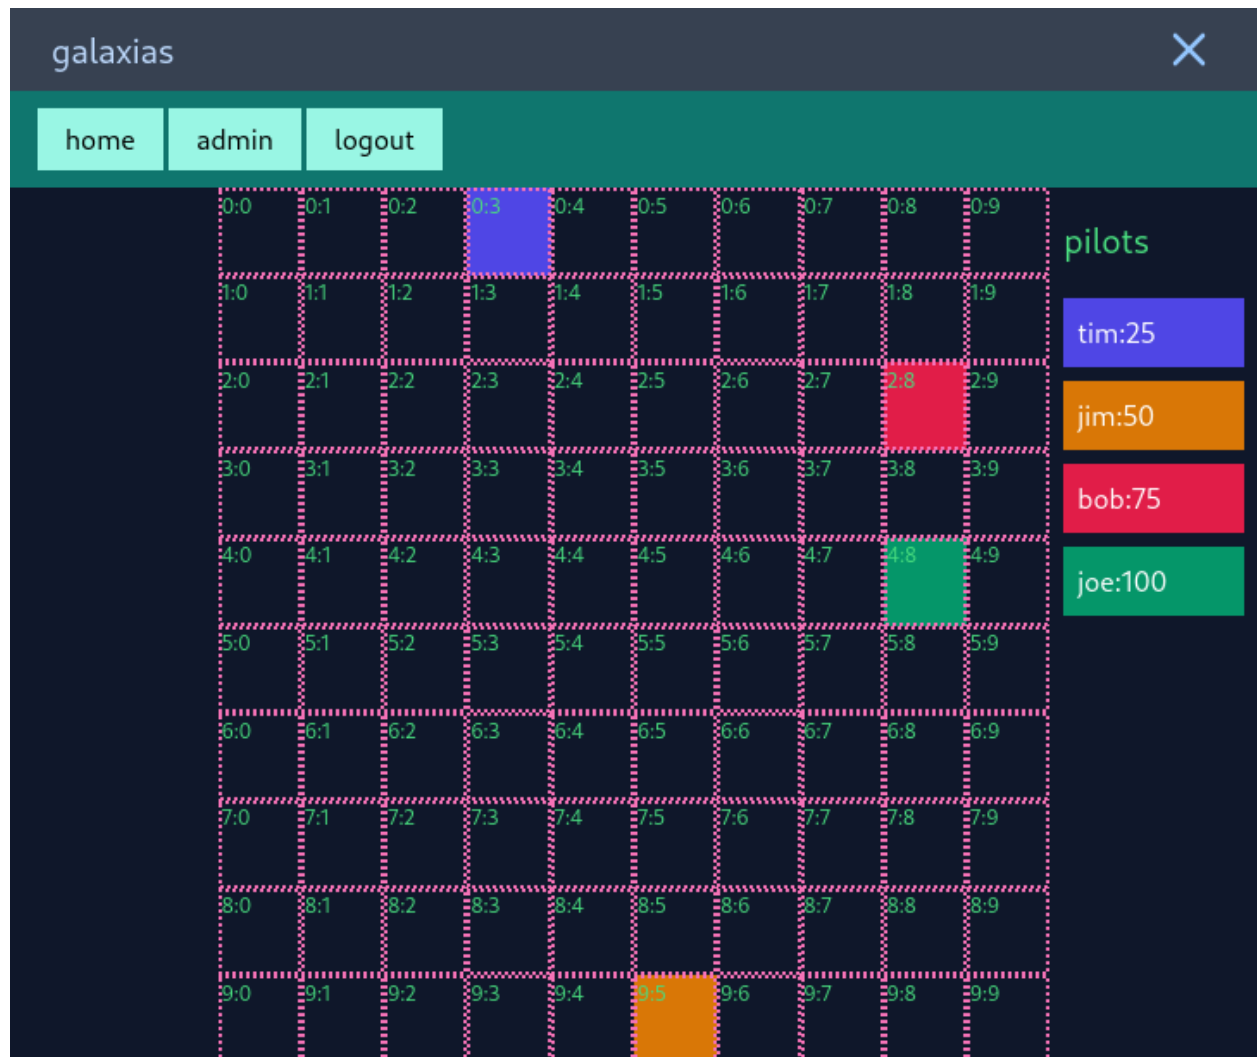 galaxias
home admin logout
0:0 0:1 0:2 0:3 0:4 0:5 0:6 0:7 0:8 0:9
pilots
1:0 1:1 1:2 1:3 1:4 1:5 1:6 1:7 1:8 1:9
tim:25
2:0 2:1 2:2 2:3 2:4 2:5 2:6 2:7 2:8 2:9
jim:50
3:0 3:1 3:2 3:3 3:4 3:5 3:6 3:7 3:8 3:9
bob:75
4:0 4:1 4:2 4:3 4:4 4:5 4:6 4:7 4:8 4:9
joe:100
5:0 5:1 5:2 5:3 5:4 5:5 5:6 5:7 5:8 5:9
6:0 6:1 6:2 6:3 6:4 6:5 6:6 6:7 6:8 6:9
7:0 7:1 7:2 7:3 7:4 7:5 7:6 7:7 7:8 7:9
8:0 8:1 8:2 8:3 8:4 8:5 8:6 8:7 8:8 8:9
9:0 9:1 9:2 9:3 9:4 9:5 9:6 9:7 9:8 9:9